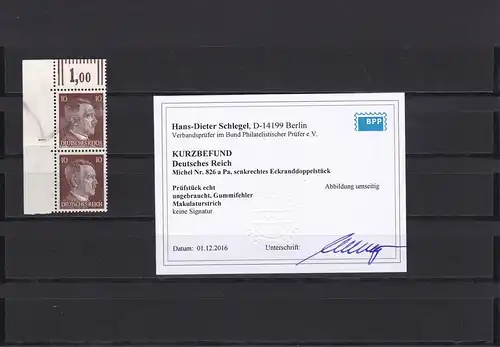 1,00
10 10
DEUTSCHES REICH
10 10
DEUTSCHES REICH
Hans-Dieter Schlegel, D-14199 Berlin
Verbandsprüfer im Bund Philatelistischer Prüfer e.V.
BPP
KURZBEFUND
Deutsches Reich
Michel Nr. 826 a Pa, senkrechtes Eckranddoppelstück
Prüfstück echt
Abbildung umseitig
ungebraucht, Gummifehler
Makulaturstrich
keine Signatur
Datum: 01.12.2016 Unterschrift: